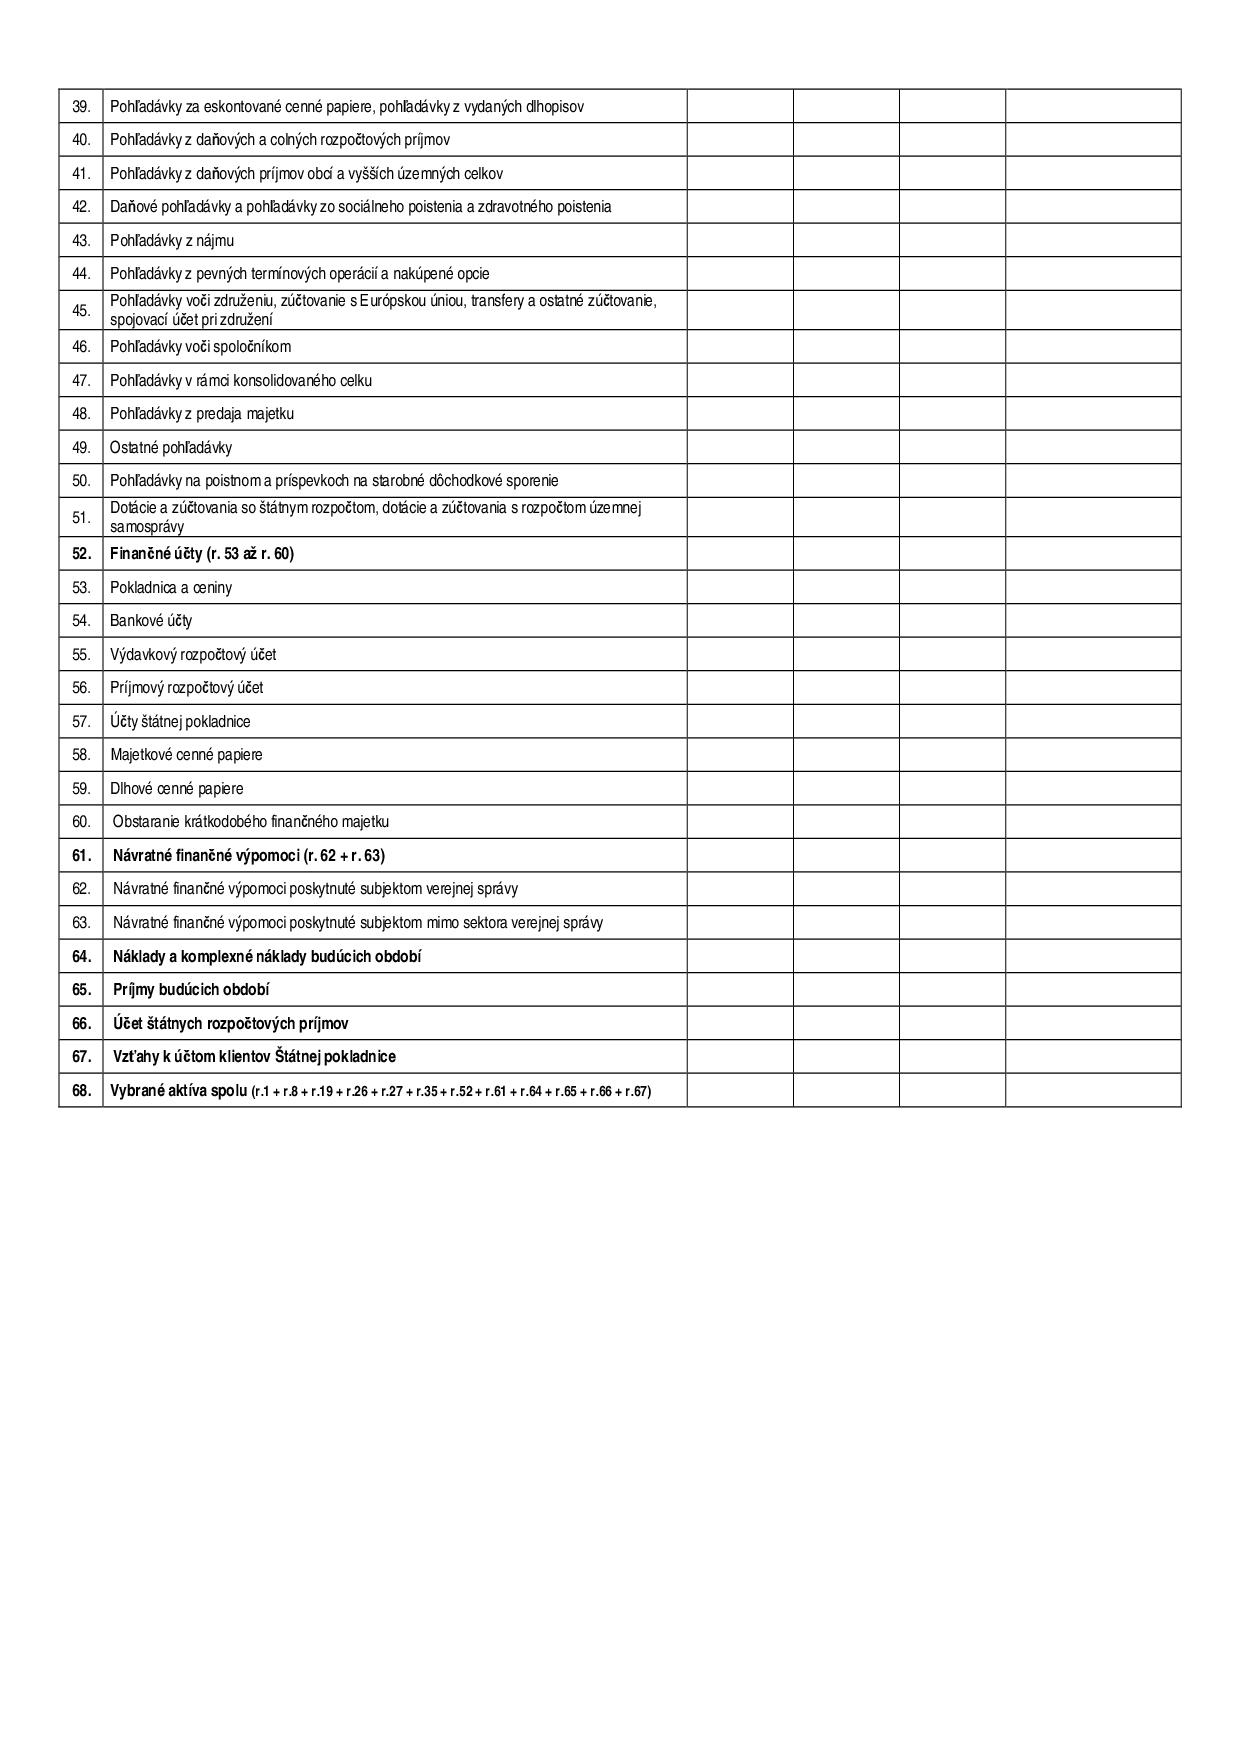 39. Pohľadávky za eskontované cenné papiere, pohľadávky z vydaných dlhopisov
40. Pohľadávky z daňových a colných rozpočtových príjmov
41. Pohľadávky z daňových príjmov obcí a vyšších územných celkov
42. Daňové pohľadávky a pohľadávky zo sociálneho poistenia a zdravotného poistenia
43. Pohľadávky z nájmu
44. Pohľadávky z pevných termínových operácií a nakúpené opcie
45. Pohľadávky voči združeniu, zúčtovanie s Európskou úniou, transfery a ostatné zúčtovanie,
spojovací účet pri združení
46. Pohľadávky voči spoločníkom
47. Pohľadávky v rámci konsolidovaného celku
48. Pohľadávky z predaja majetku
49. Ostatné pohľadávky
50. Pohľadávky na poistnom a príspevkoch na starobné dôchodkové sporenie
51. Dotácie a zúčtovania so štátnym rozpočtom, dotácie a zúčtovania s rozpočtom územnej
samosprávy
52. Finančné účty (r. 53 až r. 60)
53. Pokladnica a ceniny
54. Bankové účty
55. Výdavkový rozpočtový účet
56. Príjmový rozpočtový účet
57. Účty štátnej pokladnice
58. Majetkové cenné papiere
59. Dlhové cenné papiere
60. Obstaranie krátkodobého finančného majetku
61. Návratné finančné výpomoci (r. 62 + r. 63)
62. Návratné finančné výpomoci poskytnuté subjektom verejnej správy
63. Návratné finančné výpomoci poskytnuté subjektom mimo sektora verejnej správy
64. Náklady a komplexné náklady budúcich období
65. Príjmy budúcich období
66. Účet štátnych rozpočtových príjmov
67. Vzťahy k účtom klientov Štátnej pokladnice
68. Vybrané aktíva spolu (r.1 + r.8 + r.19 + r.26 + r.27 + r.35 + r.52 + r.61 + r.64 + r.65 + r.66 + r.67)